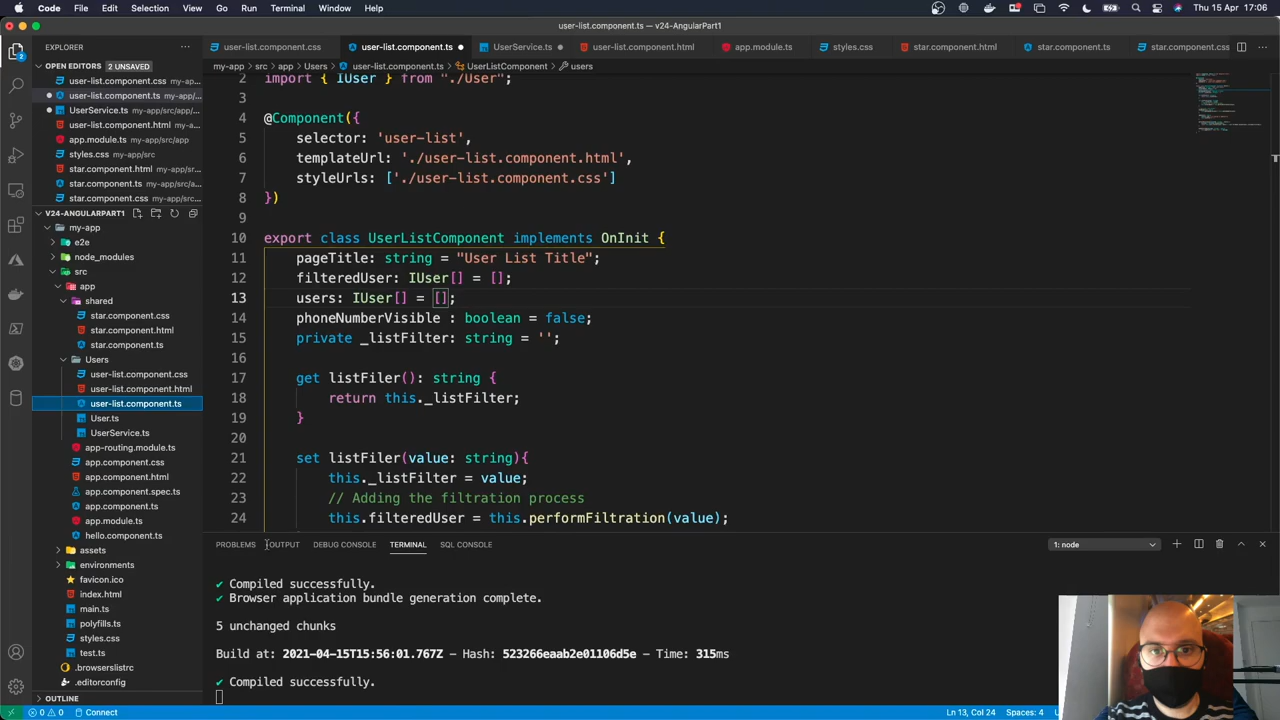 Code File Edit Selection View Go Run Terminal Window Help Thu 15 Apr 17:06
user-list.component.ts — v24-AngularPart1
EXPLORER
user-list.component.css user-list.component.ts UserService.ts user-list.component.html app.module.ts styles.css star.component.html star.component.ts star.component.css
OPEN EDITORS 2 UNSAVED
my-app > src > app > Users > user-list.component.ts > UserListComponent > users
user-list.component.css my-ap...
user-list.component.ts my-app/...
UserService.ts my-app/src/app/...
user-list.component.html my-a...
app.module.ts my-app/src/app
styles.css my-app/src
star.component.html my-app/sr...
star.component.ts my-app/src/a...
star.component.css my-app/src...
V24-ANGULARPART1
my-app
e2e
node_modules
src
app
shared
star.component.css
star.component.html
star.component.ts
Users
user-list.component.css
user-list.component.html
user-list.component.ts
User.ts
UserService.ts
app-routing.module.ts
app.component.css
app.component.html
app.component.spec.ts
app.component.ts
app.module.ts
hello.component.ts
assets
environments
favicon.ico
index.html
main.ts
polyfills.ts
styles.css
test.ts
.browserslistrc
.editorconfig
OUTLINE
2 import { IUser } from "./User";
3
4 @Component({
5 selector: 'user-list',
6 templateUrl: './user-list.component.html',
7 styleUrls: ['./user-list.component.css']
8 })
9
10 export class UserListComponent implements OnInit {
11 pageTitle: string = "User List Title";
12 filteredUser: IUser[] = [];
13 users: IUser[] = [];
14 phoneNumberVisible : boolean = false;
15 private _listFilter: string = '';
16
17 get listFiler(): string {
18 return this._listFilter;
19 }
20
21 set listFiler(value: string){
22 this._listFilter = value;
23 // Adding the filtration process
24 this.filteredUser = this.performFiltration(value);
PROBLEMS OUTPUT DEBUG CONSOLE TERMINAL SQL CONSOLE 1: node
✔ Compiled successfully.
✔ Browser application bundle generation complete.
5 unchanged chunks
Build at: 2021-04-15T15:56:01.767Z - Hash: 523266eaab2e01106d5e - Time: 315ms
✔ Compiled successfully.
0 0 Connect Ln 13, Col 24 Spaces: 4